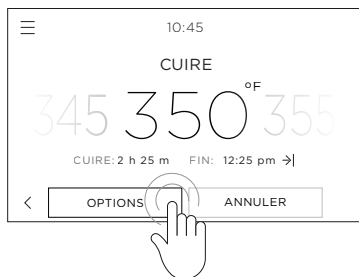 10:45
CUIRE
345 350°F 355
CUIRE: 2 h 25 m FIN: 12:25 pm
OPTIONS ANNULER